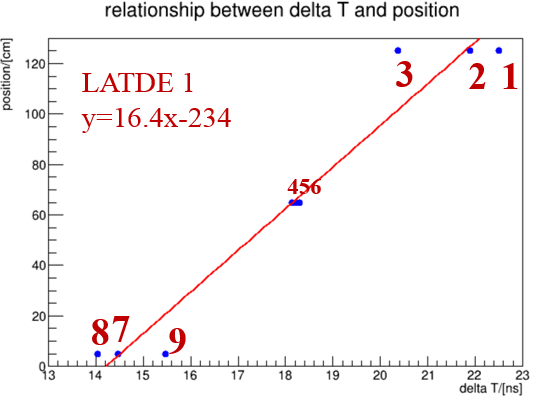 relationship between delta T and position
position/[cm]
120
100
80
60
40
20
0
LATDE 1
y=16.4x-234
3 2 1
456
8 7 9
13 14 15 16 17 18 19 20 21 22 23
delta T/[ns]